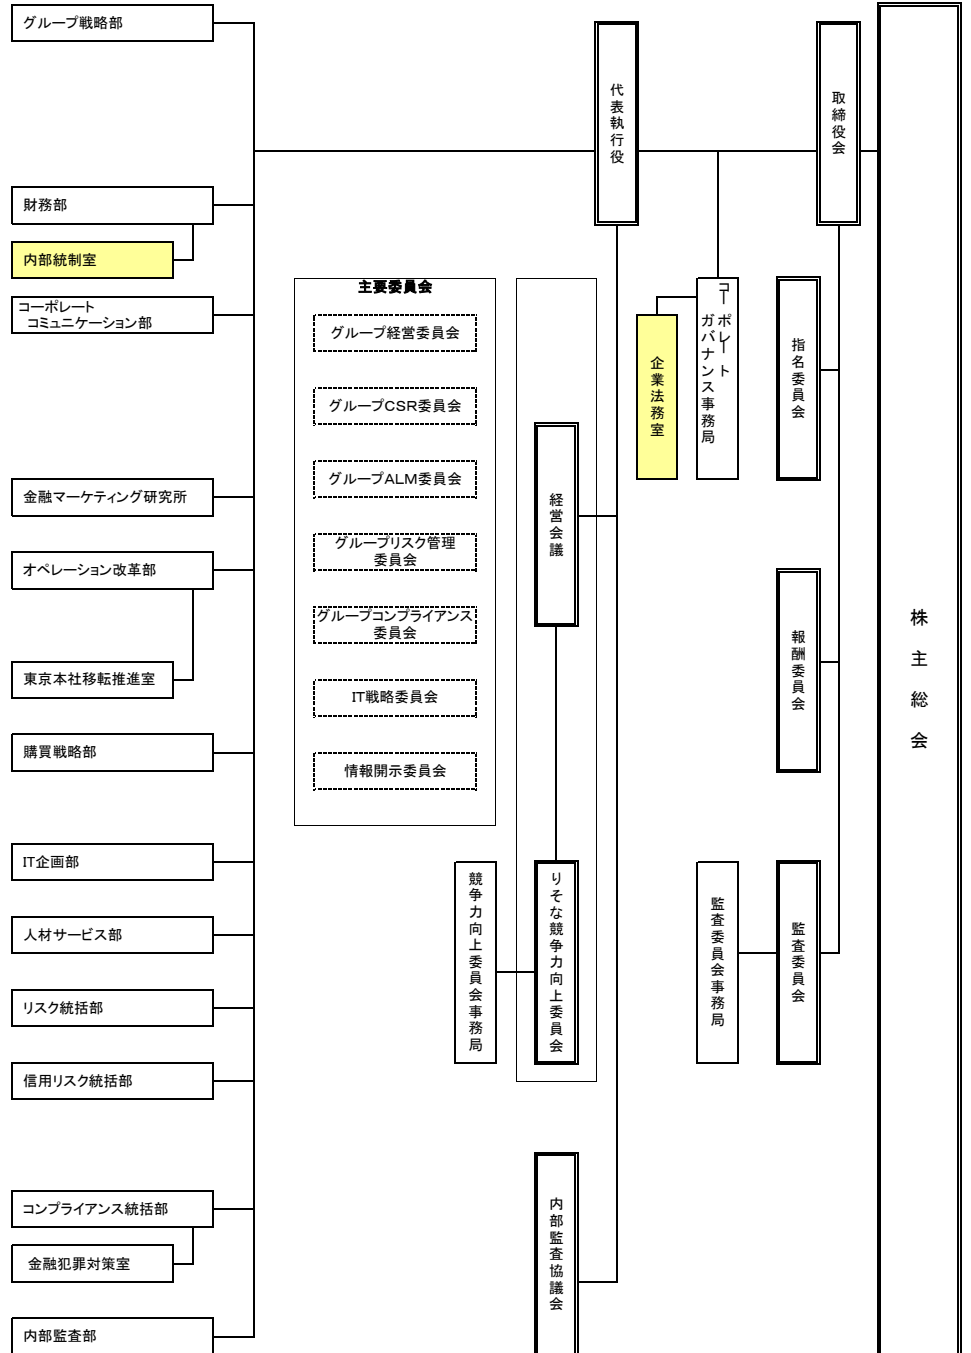 グループ戦略部
財務部
内部統制室
コーポレート
コミュニケーション部
金融マーケティング研究所
オペレーション改革部
東京本社移転推進室
購買戦略部
IT企画部
人材サービス部
リスク統括部
信用リスク統括部
コンプライアンス統括部
金融犯罪対策室
内部監査部
主要委員会
グループ経営委員会
グループCSR委員会
グループALM委員会
グループリスク管理
委員会
グループコンプライアンス
委員会
IT戦略委員会
情報開示委員会
競争力向上委員会事務局
経営会議
りそな競争力向上委員会
内部監査協議会
代表執行役
企業法務室
コーポレート
ガバナンス事務局
監査委員会事務局
取締役会
指名委員会
報酬委員会
監査委員会
株主総会